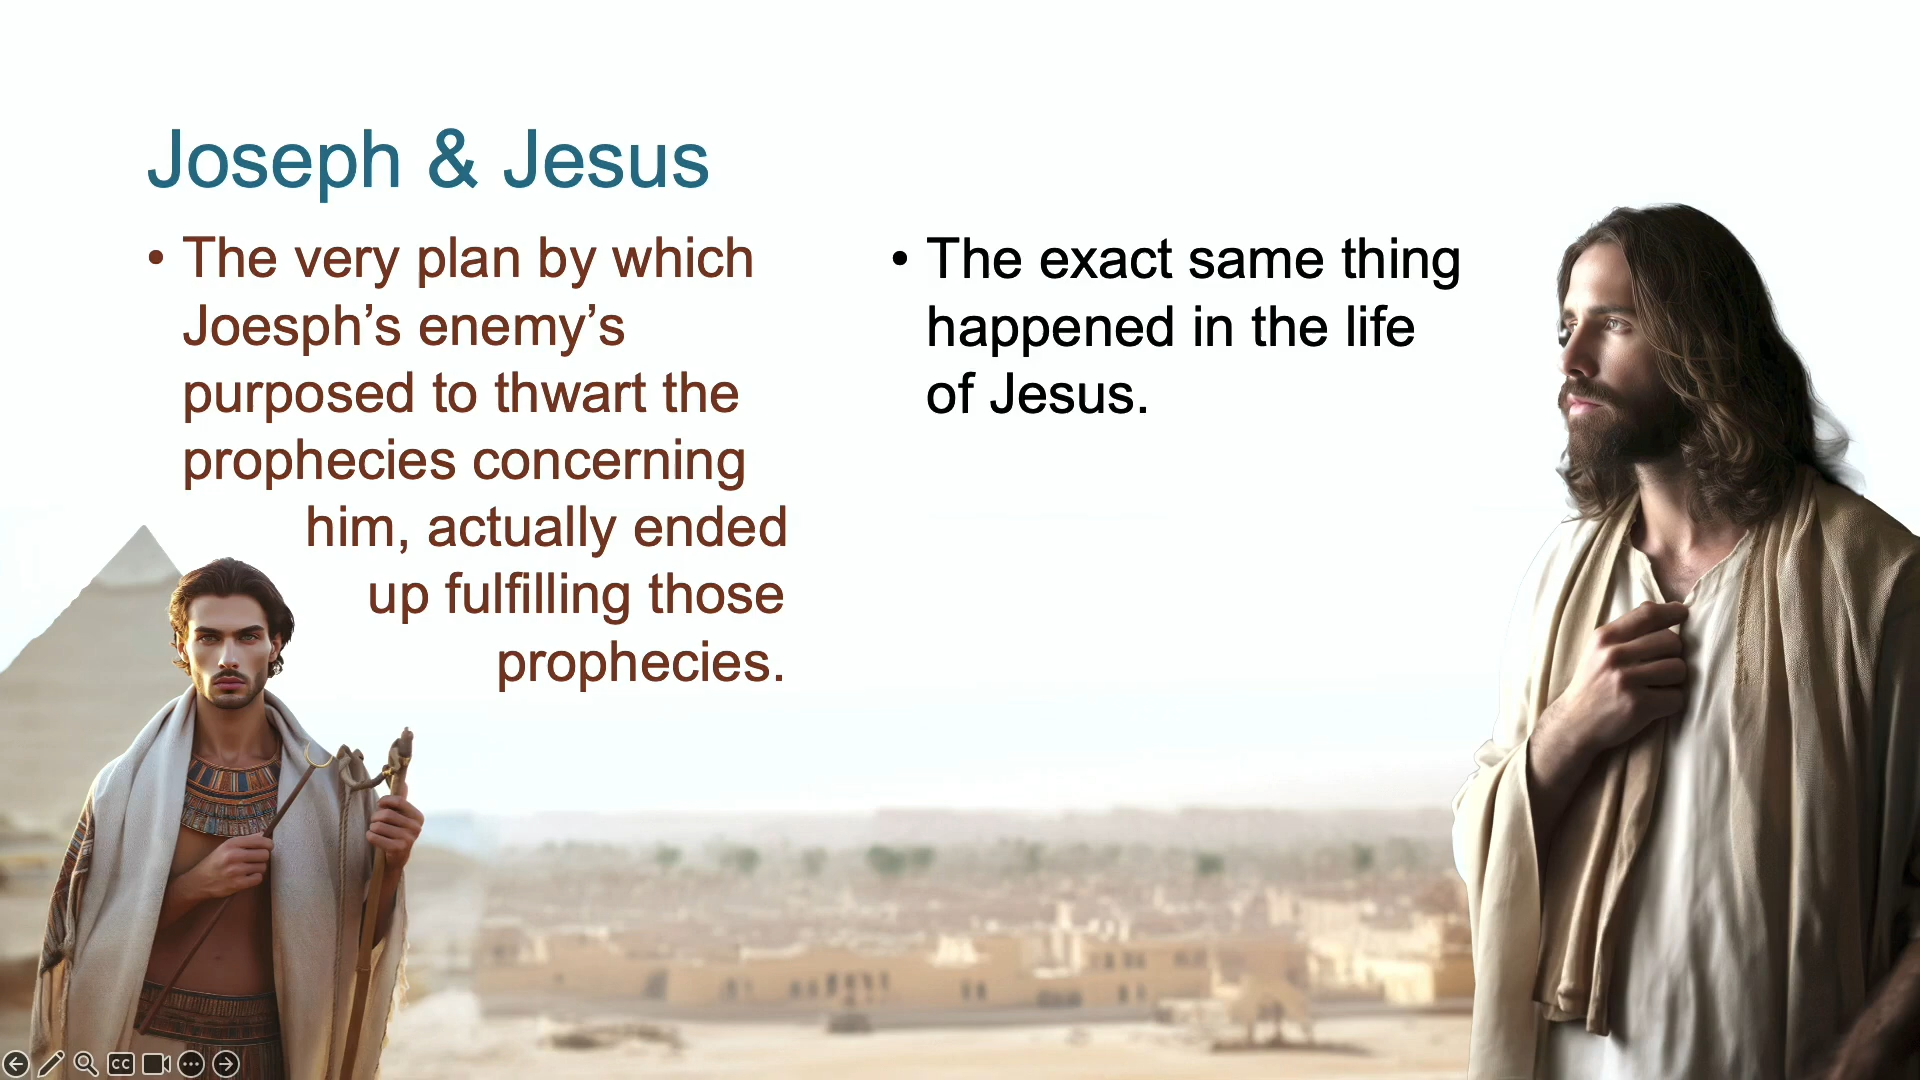 Joseph & Jesus
• The very plan by which
Joesph’s enemy’s
purposed to thwart the
prophecies concerning
him, actually ended
up fulfilling those
prophecies.
• The exact same thing
happened in the life
of Jesus.
CC